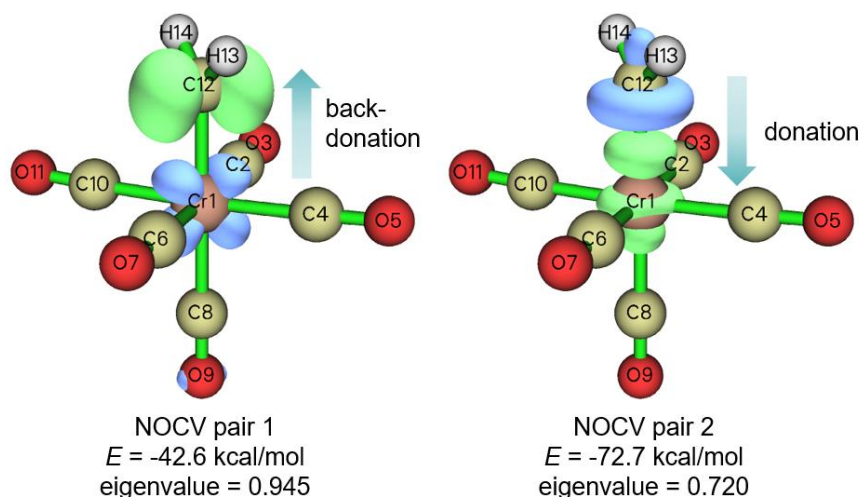 H14
H13
C12
back-
donation
O3
C2
O11
C10
Cr1
C4
O5
C6
O7
C8
O9
NOCV pair 1
E = -42.6 kcal/mol
eigenvalue = 0.945
H14
H13
C12
donation
O3
C2
O11
C10
Cr1
C4
O5
C6
O7
C8
O9
NOCV pair 2
E = -72.7 kcal/mol
eigenvalue = 0.720